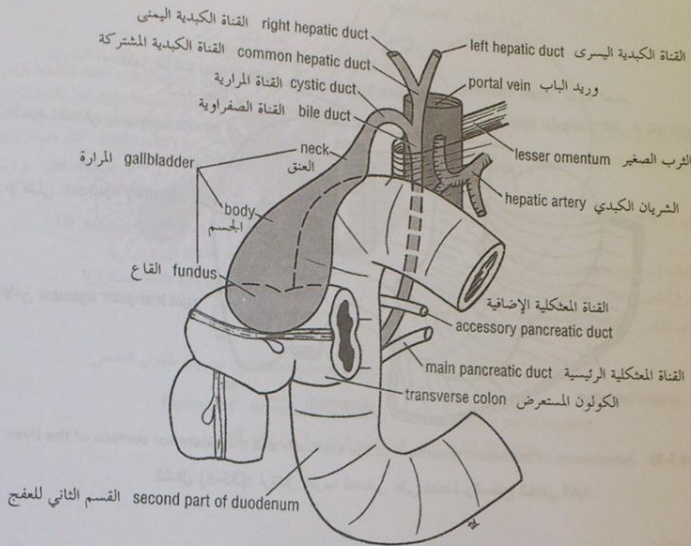 right hepatic duct القناة الكبدية اليمنى
left hepatic duct القناة الكبدية اليسرى
common hepatic duct القناة الكبدية المشتركة
portal vein وريد الباب
cystic duct القناة المرارية
bile duct القناة الصفراوية
neck
العنق
lesser omentum الثرب الصغير
gallbladder المرارة
hepatic artery الشريان الكبدي
body
الجسم
fundus القاع
القناة المعثكلية الإضافية
accessory pancreatic duct
main pancreatic duct القناة المعثكلية الرئيسية
transverse colon الكولون المستعرض
second part of duodenum القسم الثاني للعفج